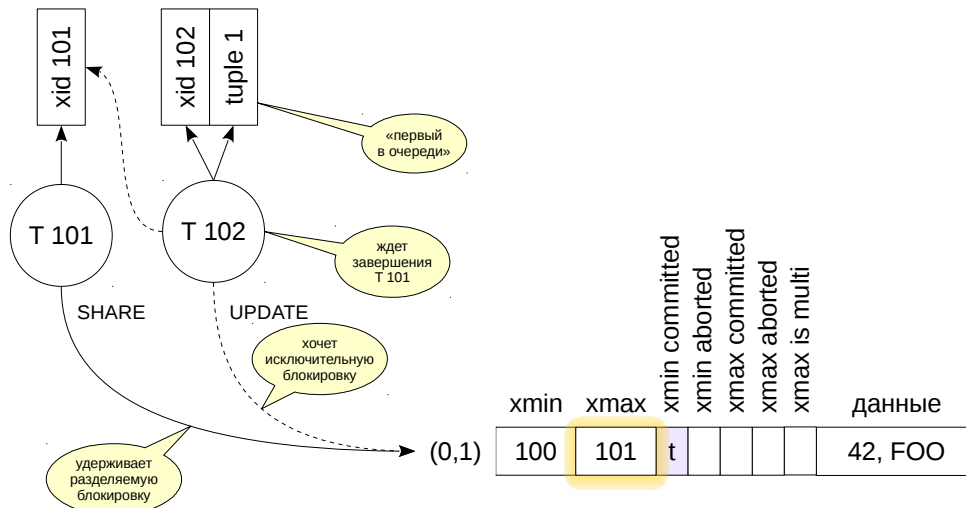 xid 101
xid 102
tuple 1
«первый
в очереди»
T 101
T 102
ждет
завершения
T 101
SHARE
UPDATE
хочет
исключительную
блокировку
удерживает
разделяемую
блокировку
xmin
xmax
xmin committed
xmin aborted
xmax committed
xmax aborted
xmax is multi
данные
(0,1)
100
101
t
42, FOO